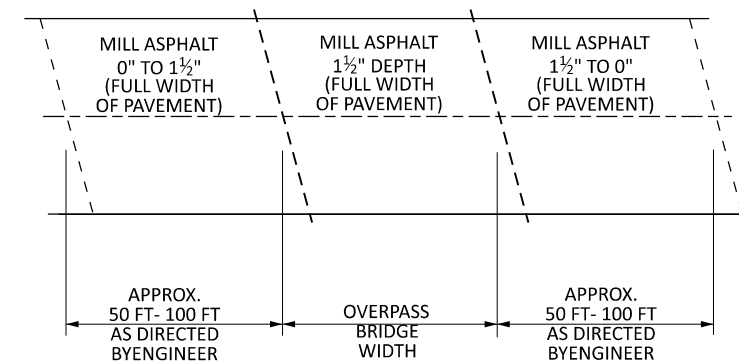 MILL ASPHALT
0" TO 1½"
(FULL WIDTH
OF PAVEMENT)
MILL ASPHALT
1½" DEPTH
(FULL WIDTH
OF PAVEMENT)
MILL ASPHALT
1½" TO 0"
(FULL WIDTH
OF PAVEMENT)
APPROX.
50 FT- 100 FT
AS DIRECTED
BYENGINEER
OVERPASS
BRIDGE
WIDTH
APPROX.
50 FT- 100 FT
AS DIRECTED
BYENGINEER